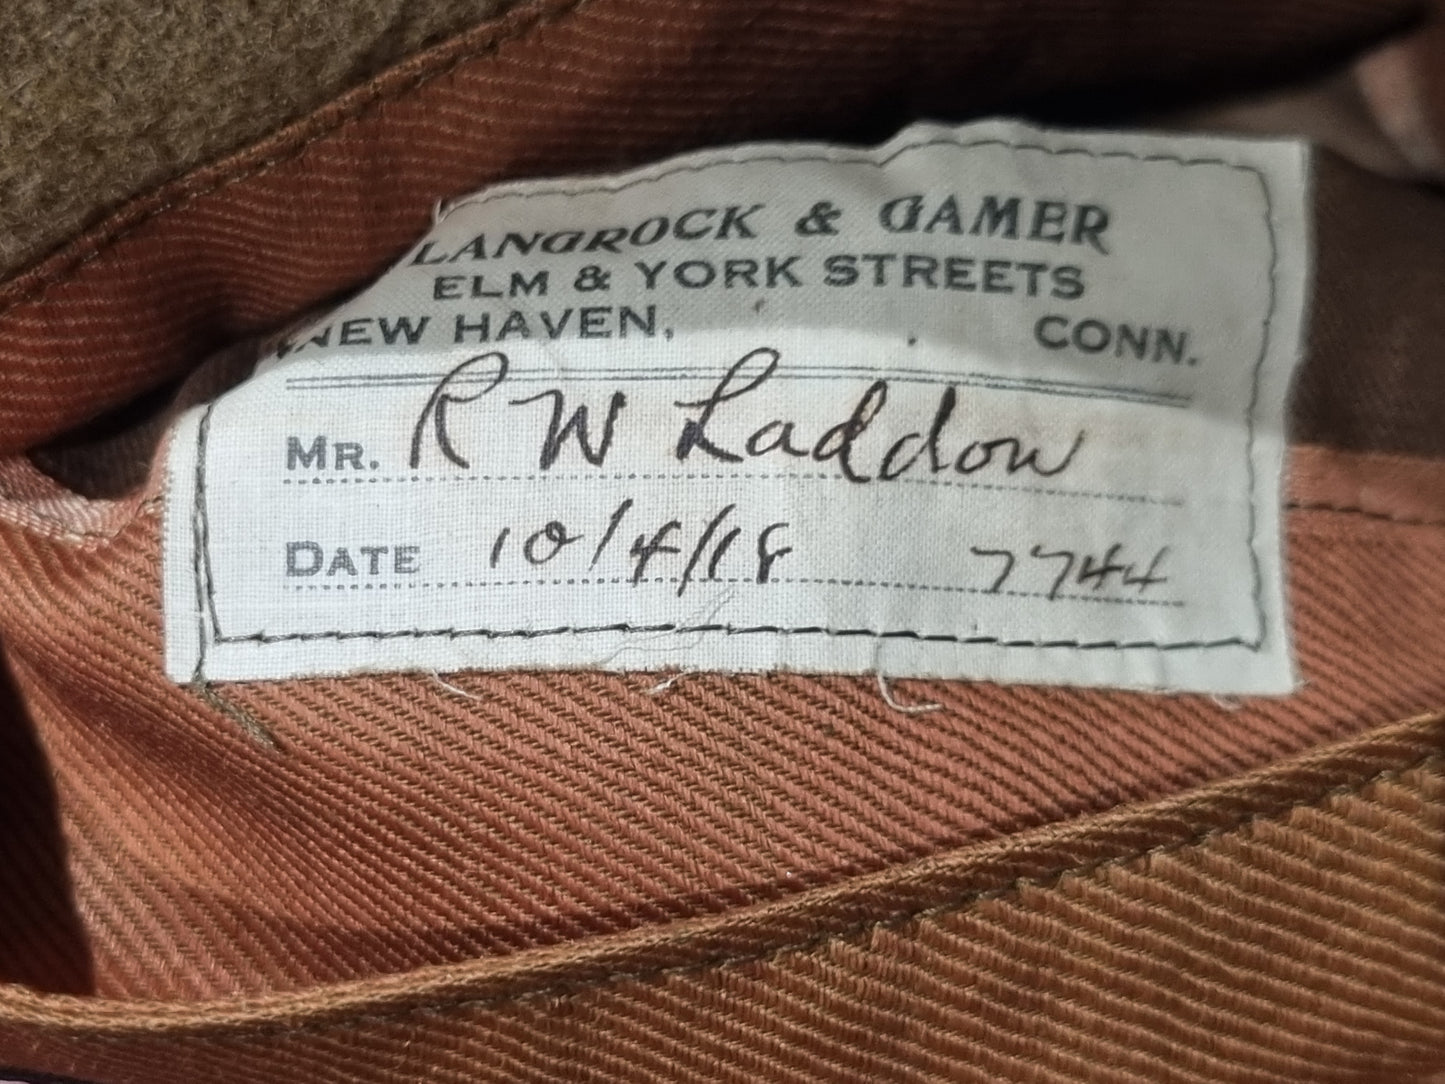 LANGROCK & GAMER
ELM & YORK STREETS
NEW HAVEN, CONN.
MR. R W Laddow
DATE 10/4/18 7744